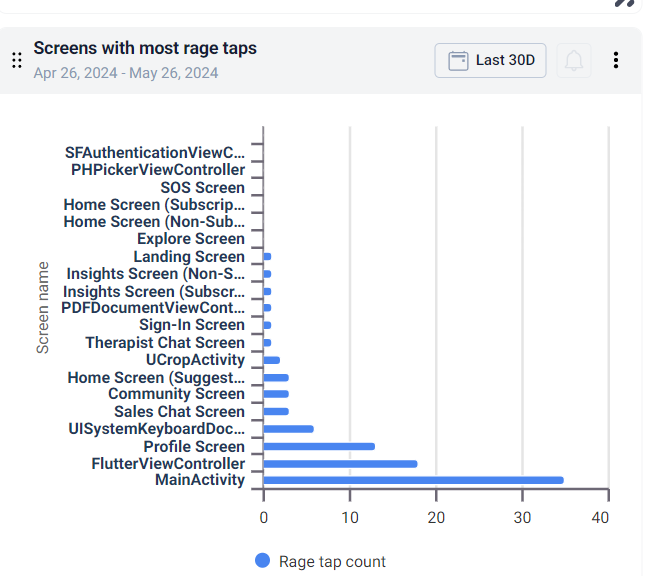 Screens with most rage taps
Apr 26, 2024 - May 26, 2024
Last 30D
Screen name
SFAuthenticationViewC...
PHPickerViewController
SOS Screen
Home Screen (Subscrip...
Home Screen (Non-Sub...
Explore Screen
Landing Screen
Insights Screen (Non-S...
Insights Screen (Subscr...
PDFDocumentViewCont...
Sign-In Screen
Therapist Chat Screen
UCropActivity
Home Screen (Suggest...
Community Screen
Sales Chat Screen
UISystemKeyboardDoc...
Profile Screen
FlutterViewController
MainActivity
0 10 20 30 40
Rage tap count